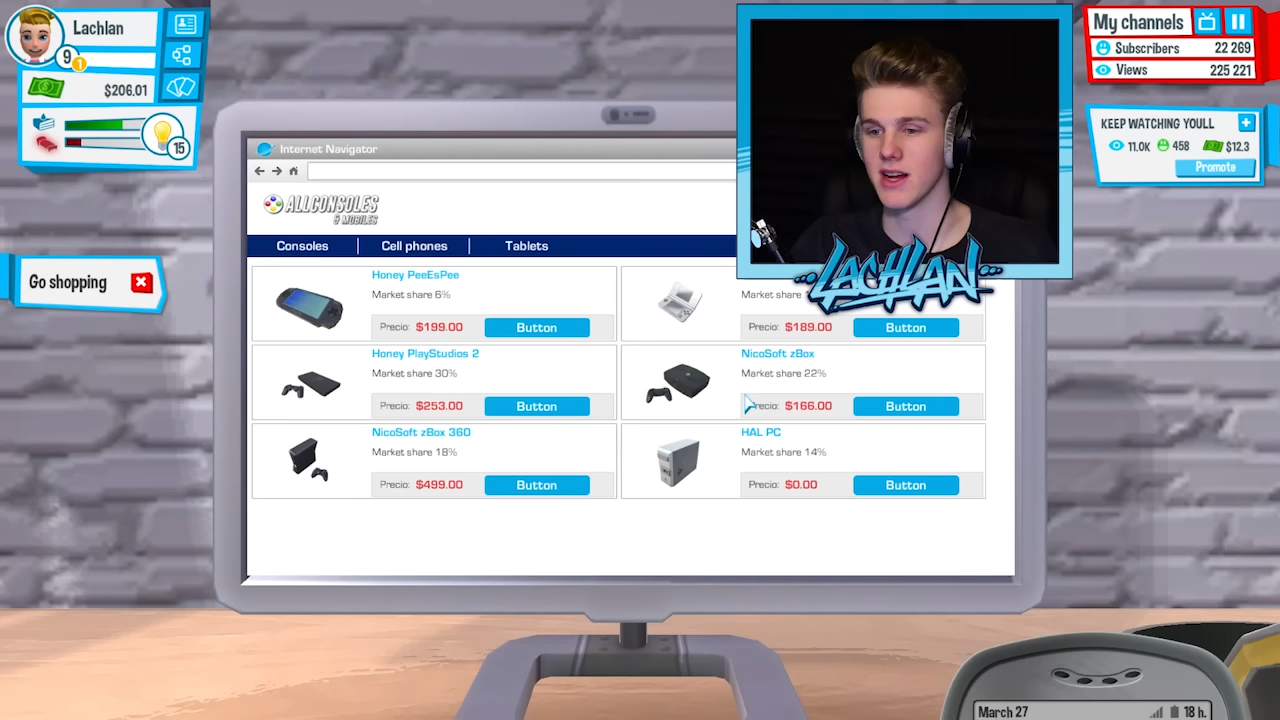 Lachlan
9
1
$206.01
15
Go shopping
Internet Navigator
ALLCONSOLES
& MOBILES
Consoles
Cell phones
Tablets
Honey PeeEsPee
Market share 6%
Precio: $199.00
Button
Market share
Precio: $189.00
Button
Honey PlayStudios 2
Market share 30%
Precio: $253.00
Button
NicoSoft zBox
Market share 22%
Precio: $166.00
Button
NicoSoft zBox 360
Market share 18%
Precio: $499.00
Button
HAL PC
Market share 14%
Precio: $0.00
Button
LACHLAN
My channels
Subscribers 22 269
Views 225 221
KEEP WATCHING YOULL
11.0K 458 $12.3
Promote
March 27
18 h.